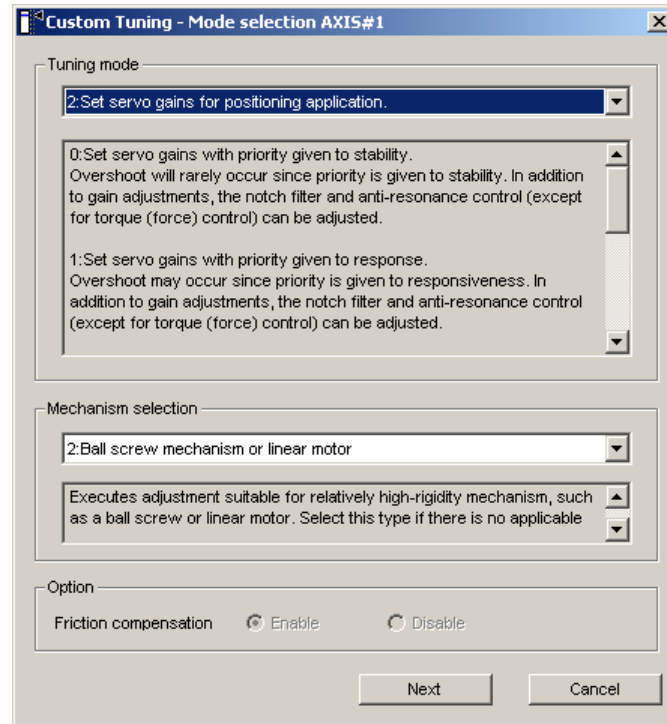 Custom Tuning - Mode selection AXIS#1
Tuning mode
2:Set servo gains for positioning application.
0:Set servo gains with priority given to stability.
Overshoot will rarely occur since priority is given to stability. In addition
to gain adjustments, the notch filter and anti-resonance control (except
for torque (force) control) can be adjusted.
1:Set servo gains with priority given to response.
Overshoot may occur since priority is given to responsiveness. In
addition to gain adjustments, the notch filter and anti-resonance control
(except for torque (force) control) can be adjusted.
Mechanism selection
2:Ball screw mechanism or linear motor
Executes adjustment suitable for relatively high-rigidity mechanism, such
as a ball screw or linear motor. Select this type if there is no applicable
Option
Friction compensation Enable Disable
Next Cancel